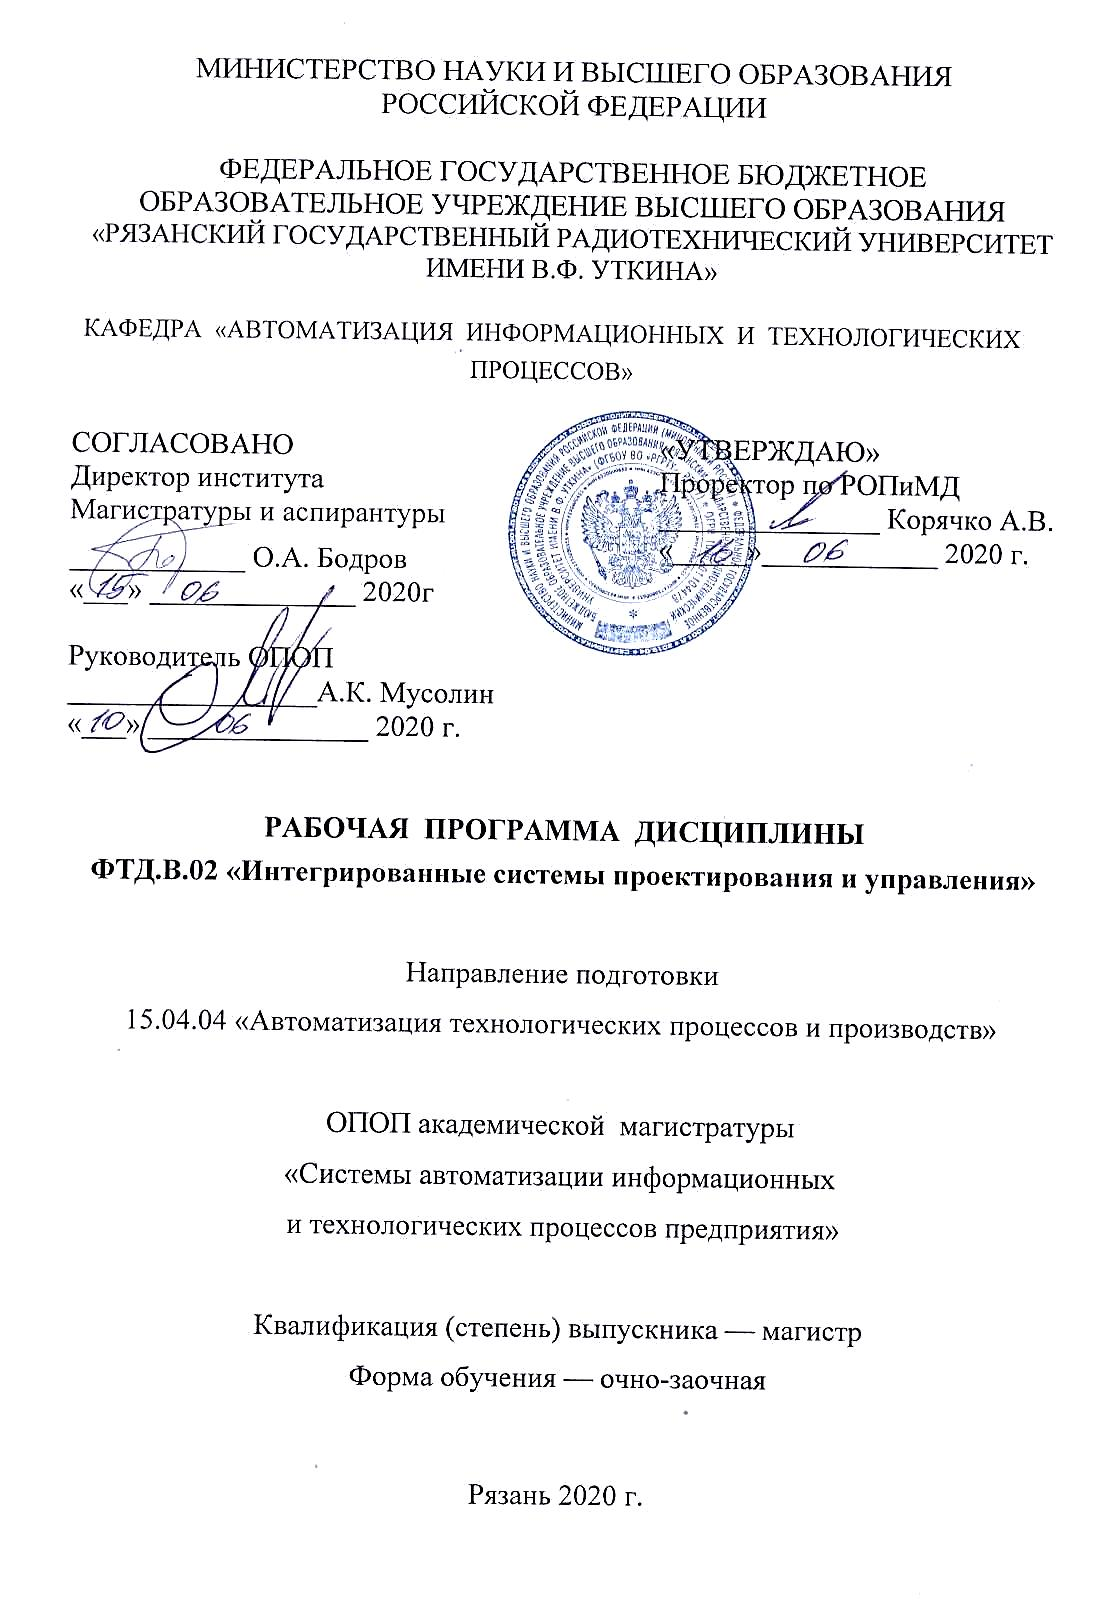 МИНИСТЕРСТВО НАУКИ И ВЫСШЕГО ОБРАЗОВАНИЯ
РОССИЙСКОЙ ФЕДЕРАЦИИ
ФЕДЕРАЛЬНОЕ ГОСУДАРСТВЕННОЕ БЮДЖЕТНОЕ
ОБРАЗОВАТЕЛЬНОЕ УЧРЕЖДЕНИЕ ВЫСШЕГО ОБРАЗОВАНИЯ
«РЯЗАНСКИЙ ГОСУДАРСТВЕННЫЙ РАДИОТЕХНИЧЕСКИЙ УНИВЕРСИТЕТ
ИМЕНИ В.Ф. УТКИНА»
КАФЕДРА «АВТОМАТИЗАЦИЯ ИНФОРМАЦИОННЫХ И ТЕХНОЛОГИЧЕСКИХ
ПРОЦЕССОВ»
СОГЛАСОВАНО
Директор института
Магистратуры и аспирантуры
____________ О.А. Бодров
«15» 06 2020г
Руководитель ОПОП
_________________А.К. Мусолин
«10» 06 2020 г.
«УТВЕРЖДАЮ»
Проректор по РОПиМД
_______________ Корячко А.В.
«16» 06 2020 г.
РАБОЧАЯ ПРОГРАММА ДИСЦИПЛИНЫ
ФТД.В.02 «Интегрированные системы проектирования и управления»
Направление подготовки
15.04.04 «Автоматизация технологических процессов и производств»
ОПОП академической магистратуры
«Системы автоматизации информационных
и технологических процессов предприятия»
Квалификация (степень) выпускника — магистр
Форма обучения — очно-заочная
Рязань 2020 г.